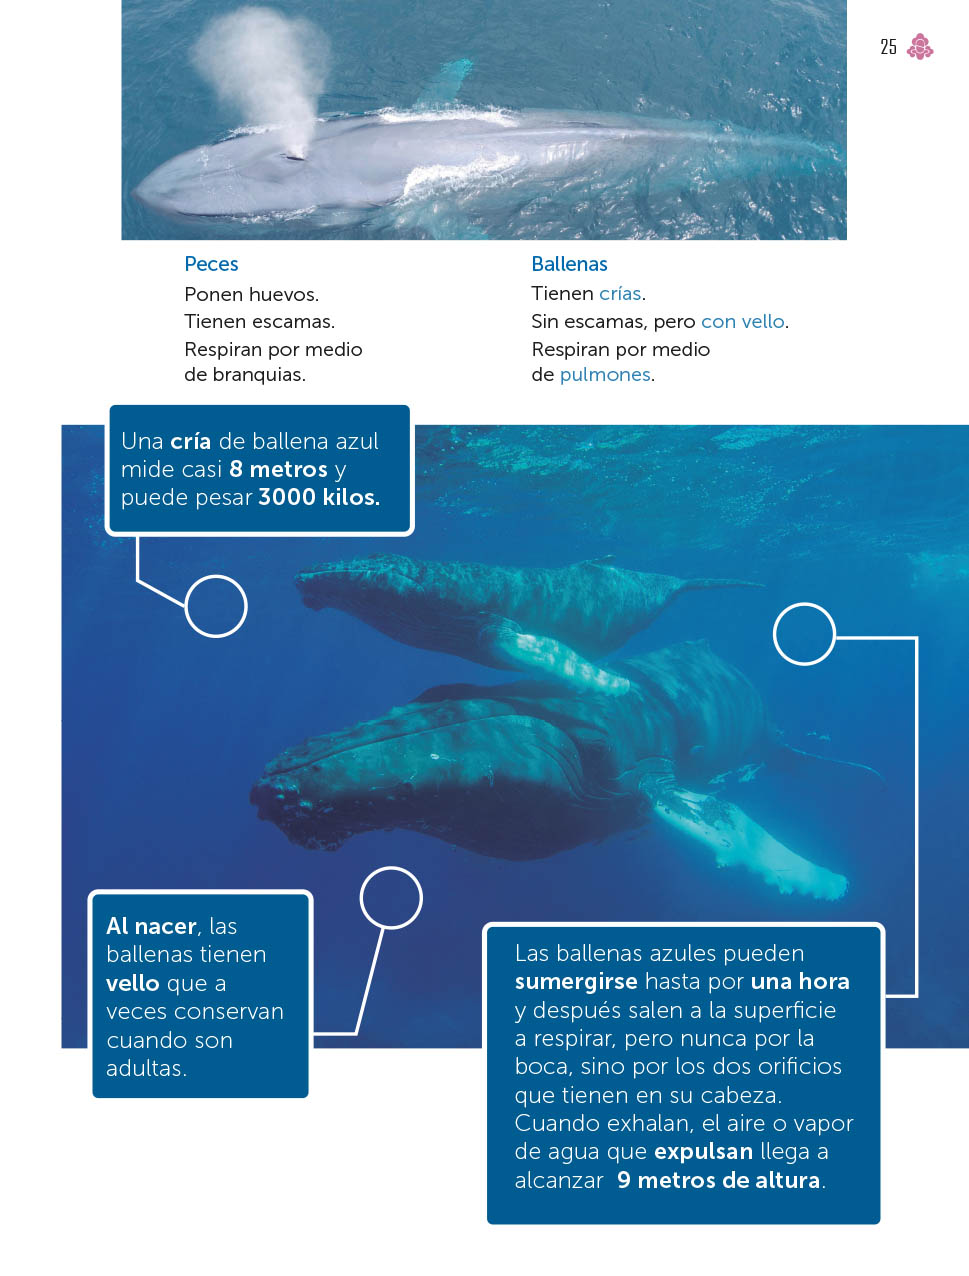 25
Peces
Ponen huevos.
Tienen escamas.
Respiran por medio
de branquias.
Ballenas
Tienen crías.
Sin escamas, pero con vello.
Respiran por medio
de pulmones.
Una cría de ballena azul
mide casi 8 metros y
puede pesar 3000 kilos.
Al nacer, las
ballenas tienen
vello que a
veces conservan
cuando son
adultas.
Las ballenas azules pueden
sumergirse hasta por una hora
y después salen a la superficie
a respirar, pero nunca por la
boca, sino por los dos orificios
que tienen en su cabeza.
Cuando exhalan, el aire o vapor
de agua que expulsan llega a
alcanzar 9 metros de altura.